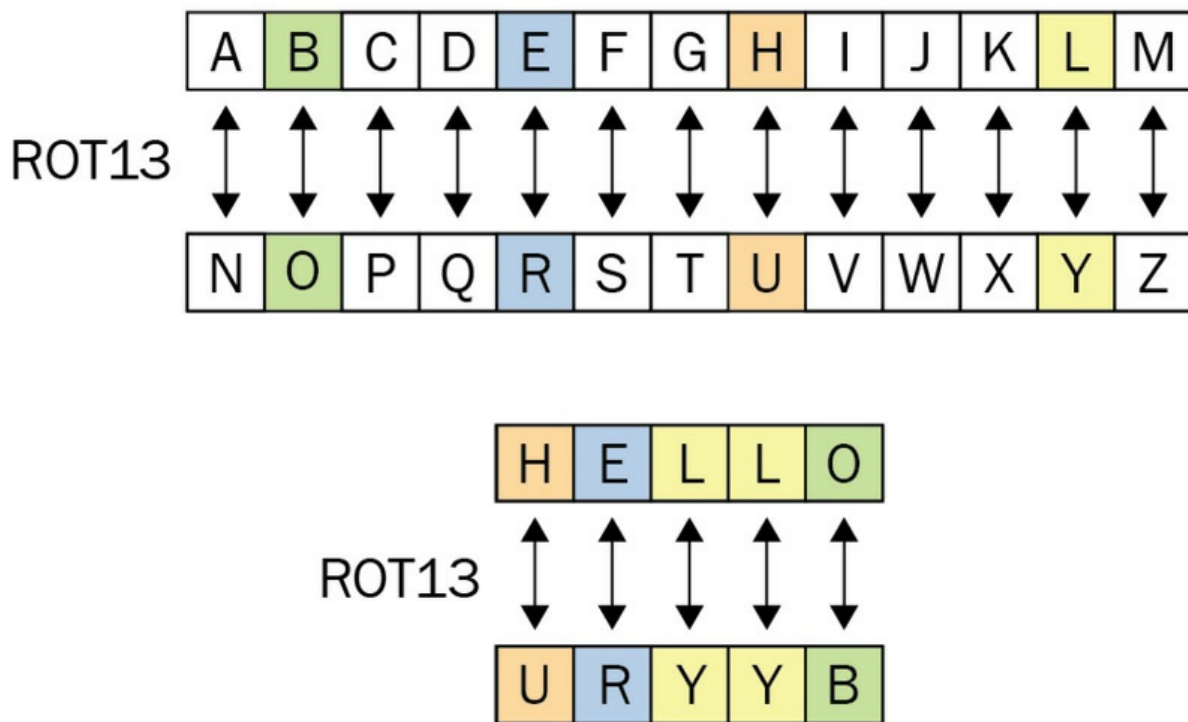 A B C D E F G H I J K L M
ROT13
N O P Q R S T U V W X Y Z
H E L L O
ROT13
U R Y Y B